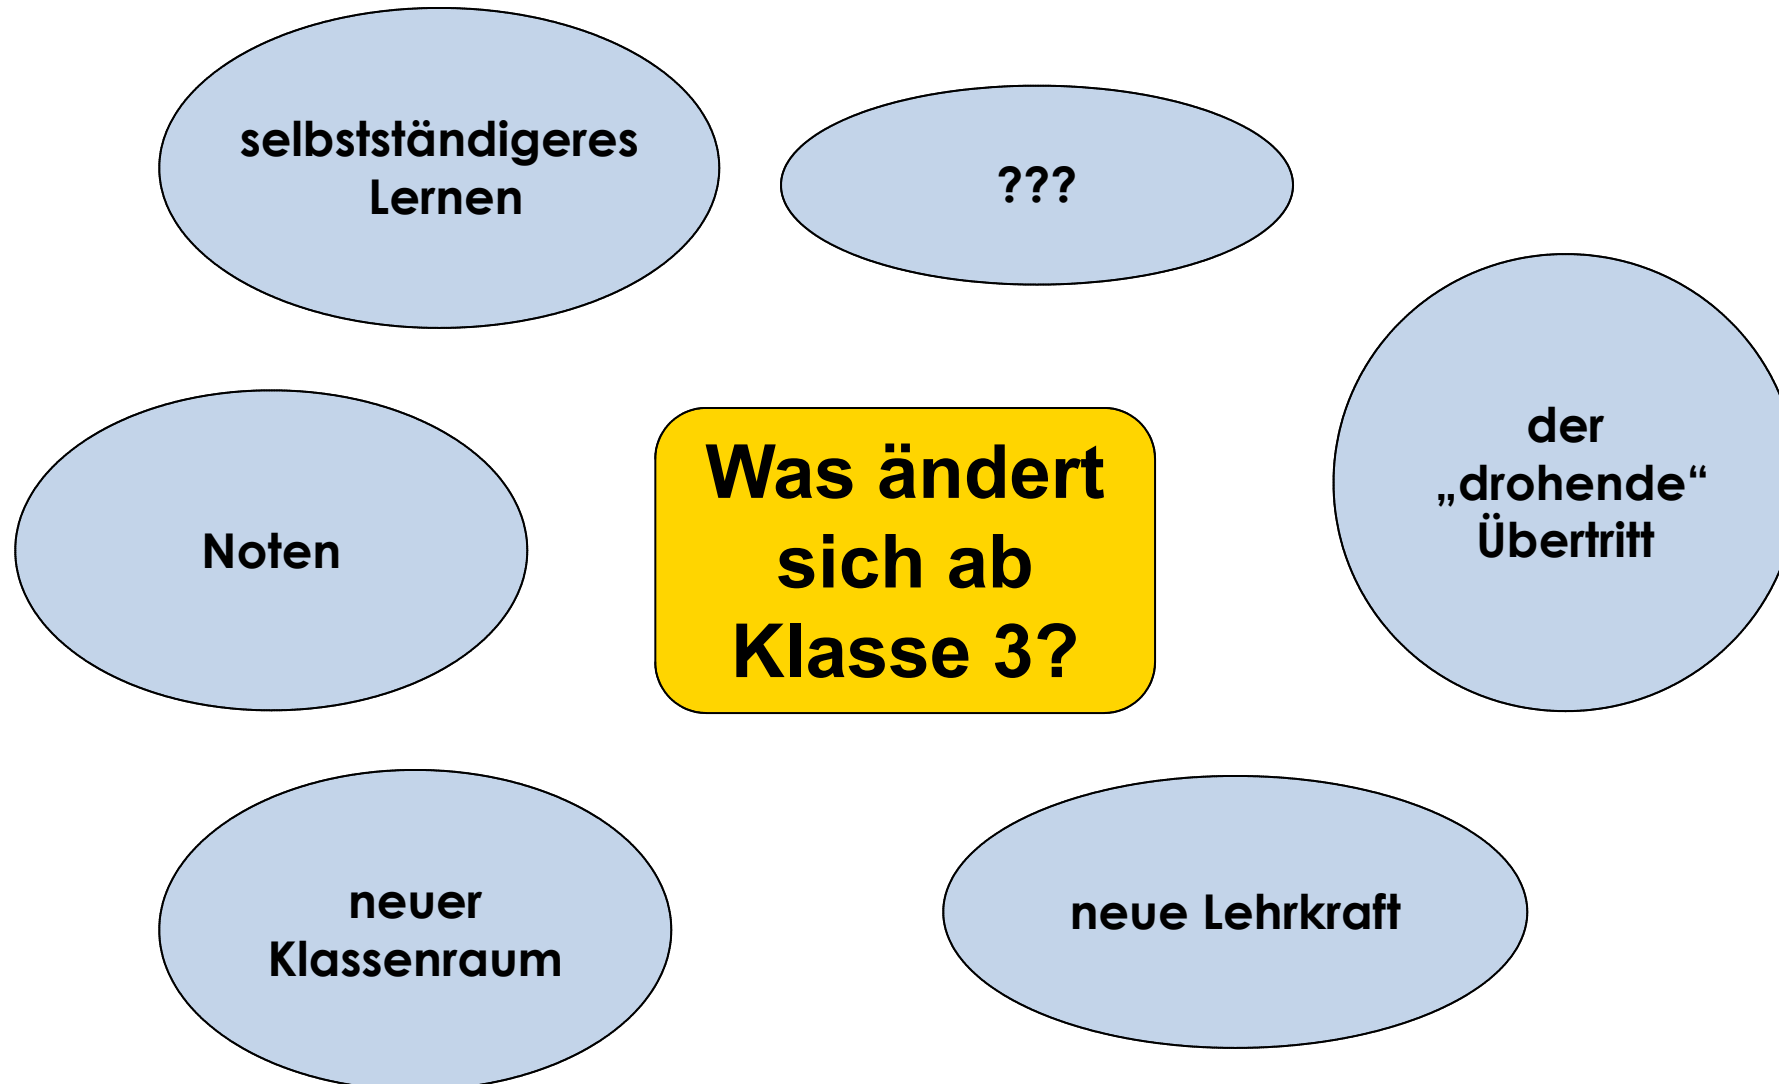 selbstständigeres
Lernen
???
der
„drohende“
Übertritt
Noten
Was ändert
sich ab
Klasse 3?
neuer
Klassenraum
neue Lehrkraft